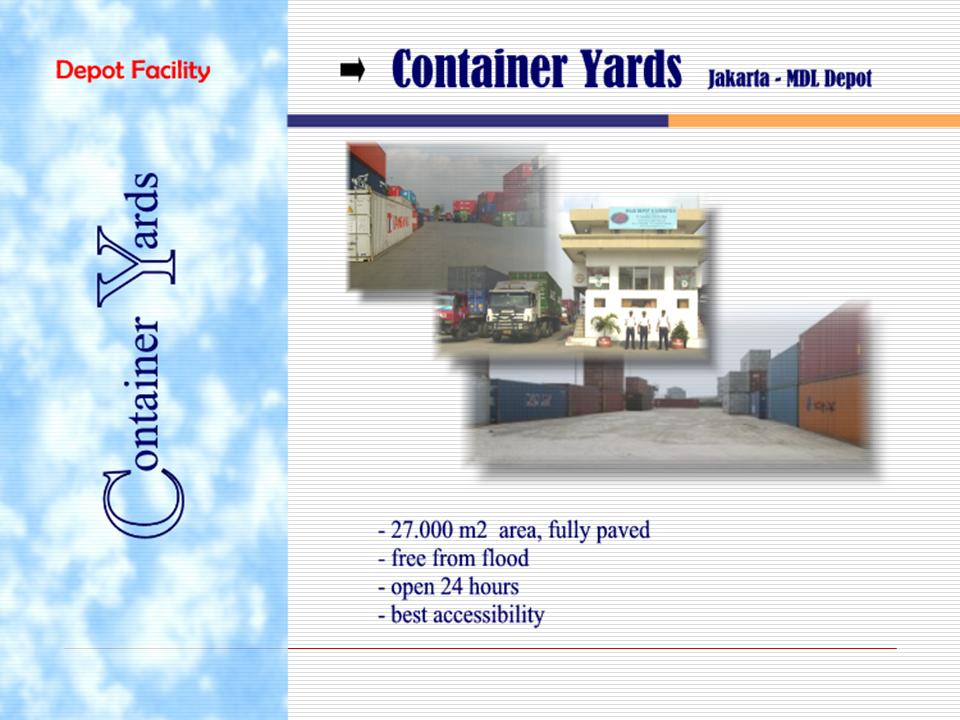 Depot Facility
Container Yards
Container Yards Jakarta - MDL Depot
- 27.000 m2 area, fully paved
- free from flood
- open 24 hours
- best accessibility